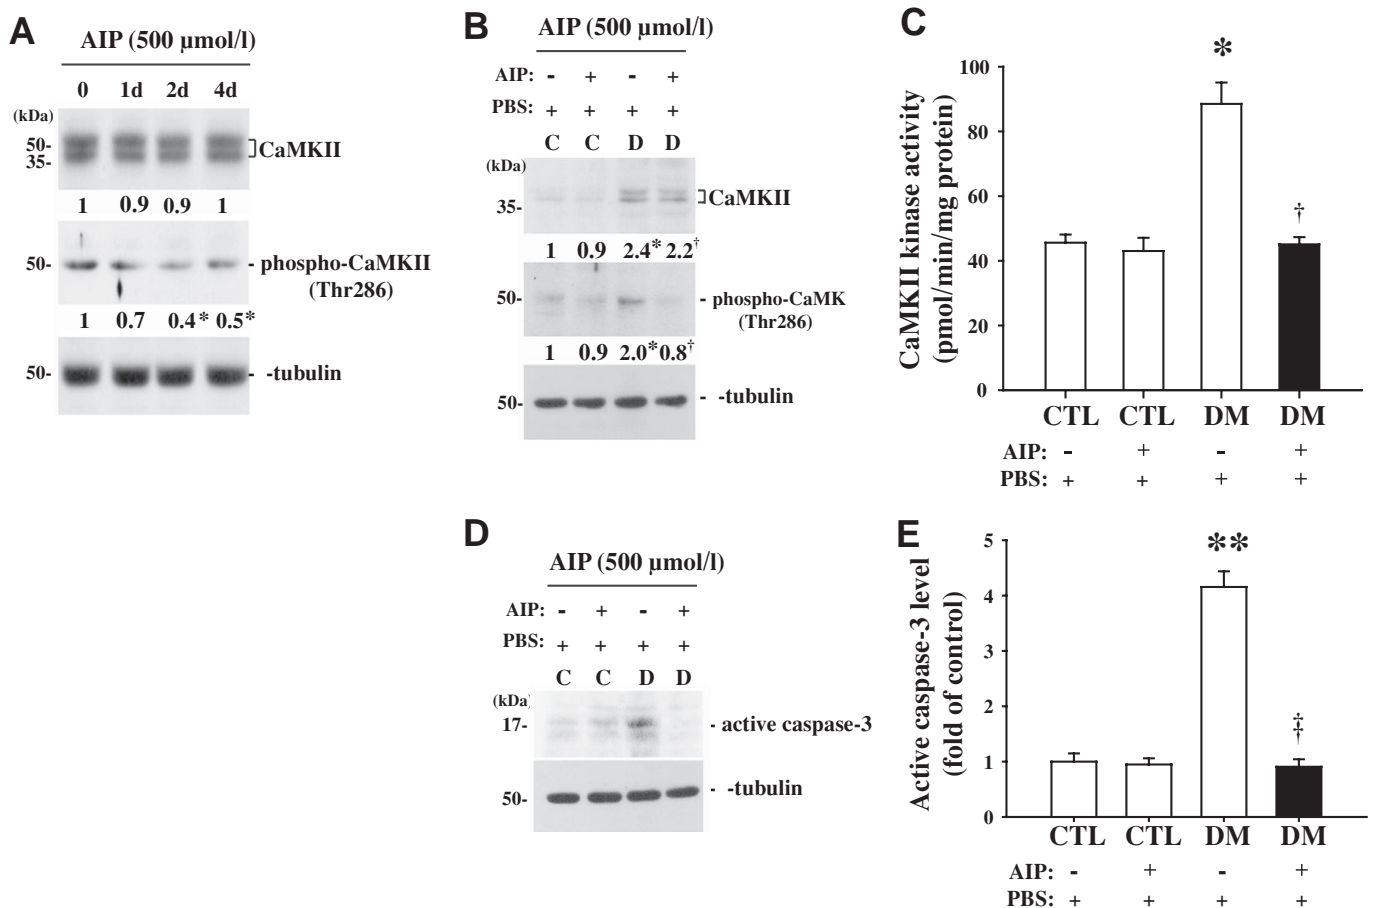 A
AIP (500 µmol/l)
0 1d 2d 4d
(kDa)
50-
35-
CaMKII
1 0.9 0.9 1
50-
- phospho-CaMKII
(Thr286)
1 0.7 0.4* 0.5*
50-
- -tubulin
B
AIP (500 µmol/l)
AIP: - + - +
PBS: + + + +
C C D D
(kDa)
35-
CaMKII
1 0.9 2.4* 2.2†
50-
- phospho-CaMK
(Thr286)
1 0.9 2.0* 0.8†
50-
- -tubulin
C
CaMKII kinase activity
(pmol/min/mg protein)
100
80
60
40
20
0
*
†
CTL CTL DM DM
AIP: - + - +
PBS: + + + +
D
AIP (500 µmol/l)
AIP: - + - +
PBS: + + + +
C C D D
(kDa)
17-
- active caspase-3
50-
- -tubulin
E
Active caspase-3 level
(fold of control)
5
4
3
2
1
0
**
‡
CTL CTL DM DM
AIP: - + - +
PBS: + + + +